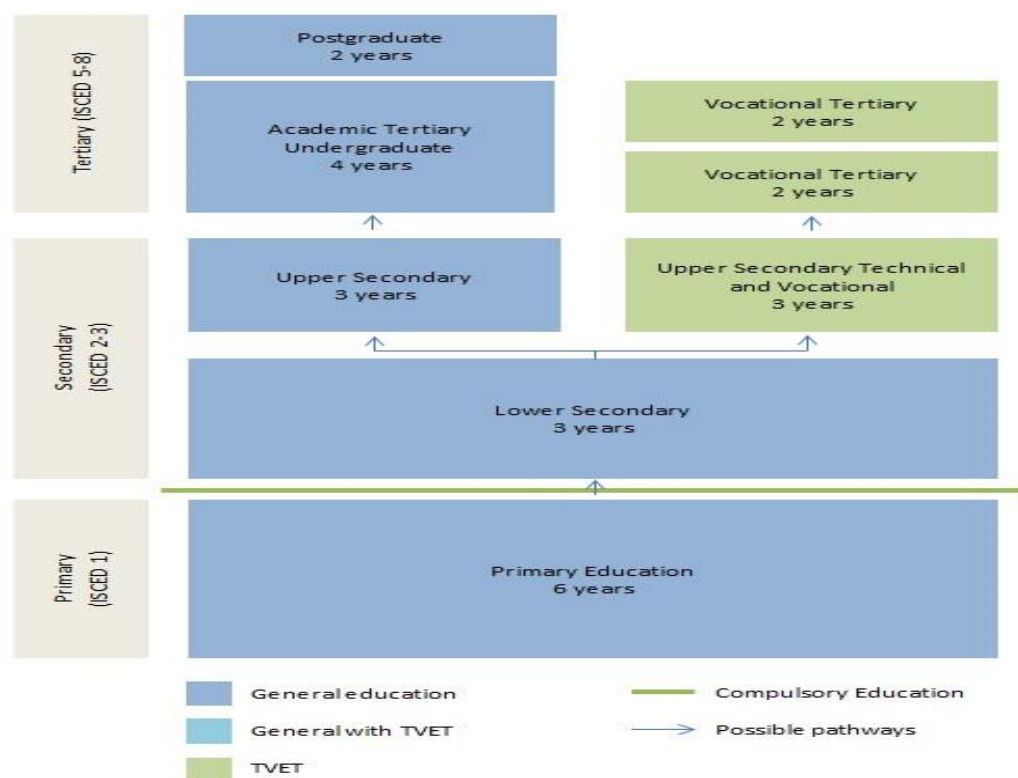 Tertiary (ISCED 5-8)
Postgraduate
2 years
Academic Tertiary
Undergraduate
4 years
Vocational Tertiary
2 years
Vocational Tertiary
2 years
Secondary
(ISCED 2-3)
Upper Secondary
3 years
Upper Secondary Technical
and Vocational
3 years
Lower Secondary
3 years
Primary
(ISCED 1)
Primary Education
6 years
General education
General with TVET
TVET
Compulsory Education
Possible pathways